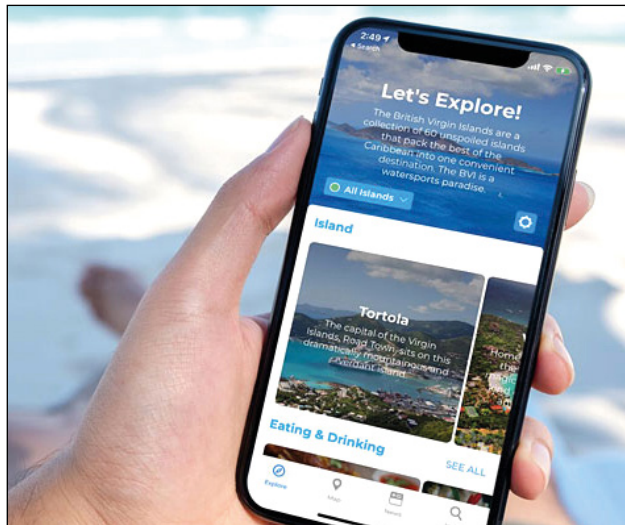 2:49
Search
Let's Explore!
The British Virgin Islands are a
collection of 60 unspoiled islands
that pack the best of the
Caribbean into one convenient
destination. The BVI is a
watersports paradise.
All Islands
Island
Tortola
The capital of the Virgin
Islands, Road Town, sits on this
dramatically mountainous and
verdant island.
Home
the
Eating & Drinking
SEE ALL
Explore
Map
News